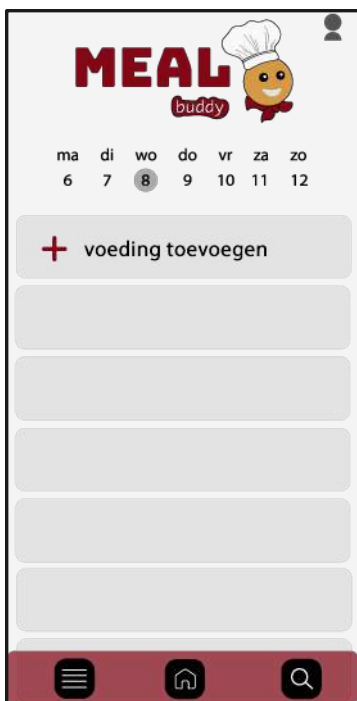 MEAL
buddy
ma di wo do vr za zo
6 7 8 9 10 11 12
voeding toevoegen